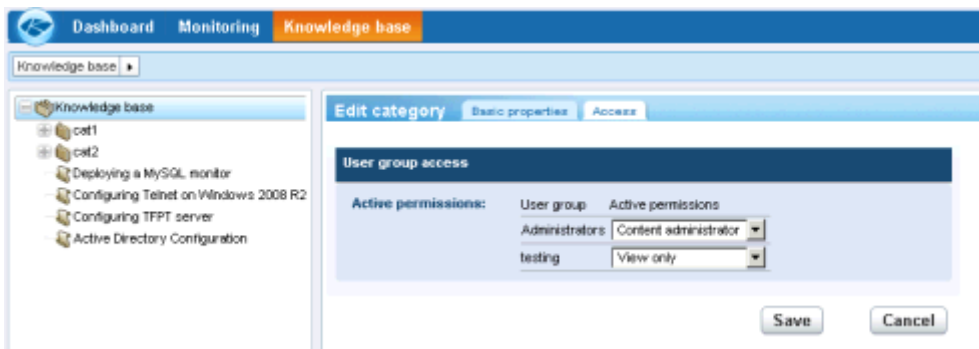 Dashboard Monitoring Knowledge base
Knowledge base
Knowledge base
cat1
cat2
Deploying a MySQL monitor
Configuring Telnet on Windows 2008 R2
Configuring TFPT server
Active Directory Configuration
Edit category Basic properties Access
User group access
Active permissions: User group Active permissions
Administrators Content administrator
testing View only
Save Cancel